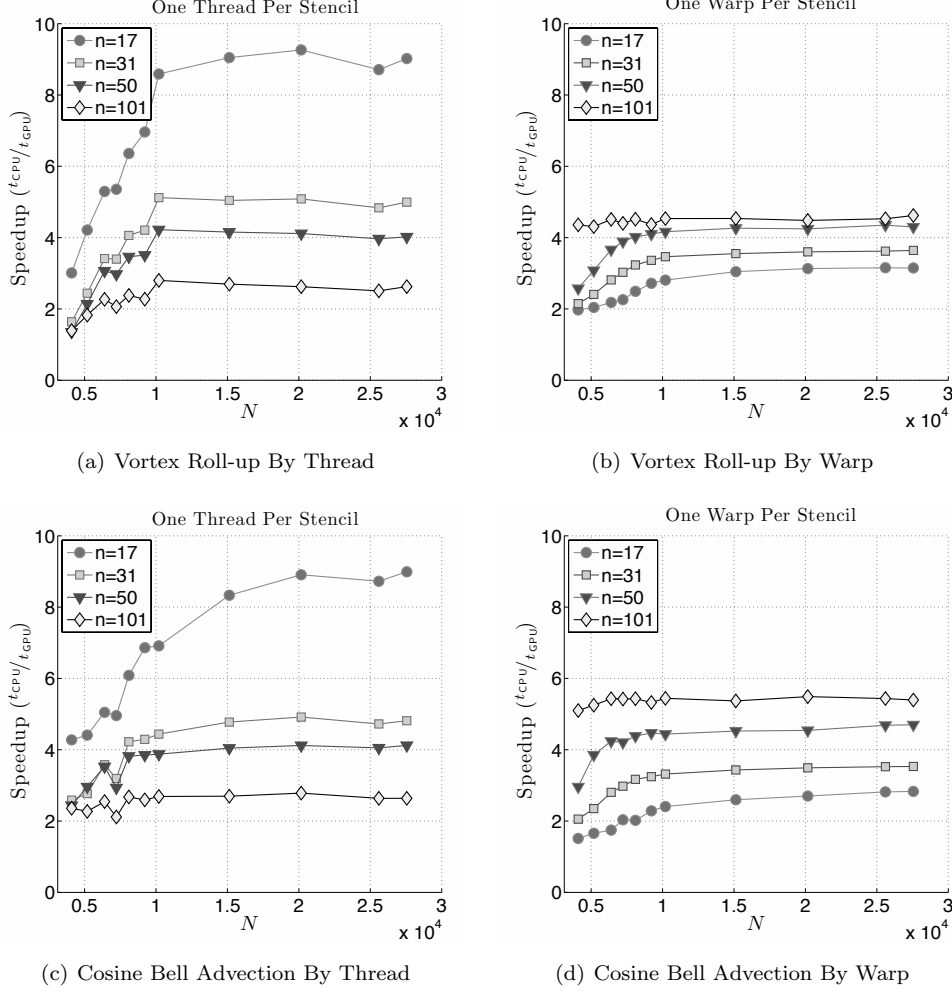 One Thread Per Stencil
10
8
6
4
2
0
Speedup (tCPU/tGPU)
n=17
n=31
n=50
n=101
0.5 1 1.5 2 2.5 3
N
x 10^4
(a) Vortex Roll-up By Thread
One Warp Per Stencil
10
8
6
4
2
0
Speedup (tCPU/tGPU)
n=17
n=31
n=50
n=101
0.5 1 1.5 2 2.5 3
N
x 10^4
(b) Vortex Roll-up By Warp
One Thread Per Stencil
10
8
6
4
2
0
Speedup (tCPU/tGPU)
n=17
n=31
n=50
n=101
0.5 1 1.5 2 2.5 3
N
x 10^4
(c) Cosine Bell Advection By Thread
One Warp Per Stencil
10
8
6
4
2
0
Speedup (tCPU/tGPU)
n=17
n=31
n=50
n=101
0.5 1 1.5 2 2.5 3
N
x 10^4
(d) Cosine Bell Advection By Warp